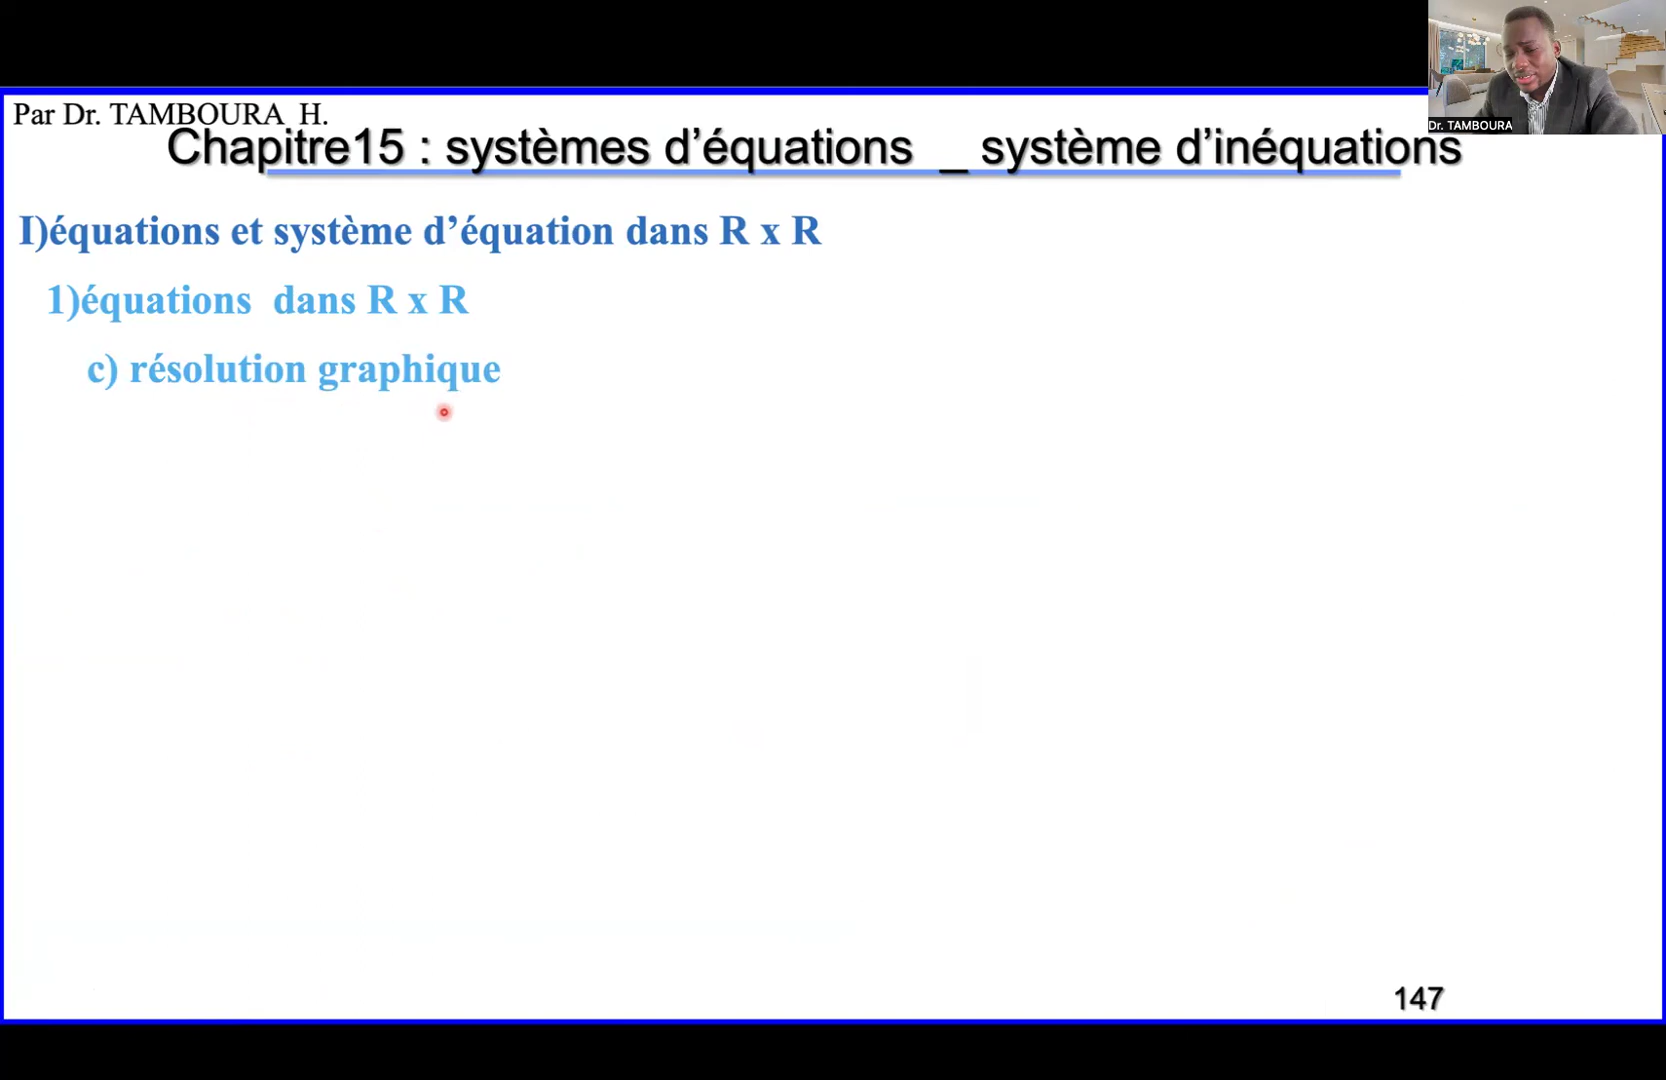 Par Dr. TAMBOURA H.
Dr. TAMBOURA
Chapitre15 : systèmes d’équations _ système d’inéquations
I)équations et système d’équation dans R x R
1)équations dans R x R
c) résolution graphique
147